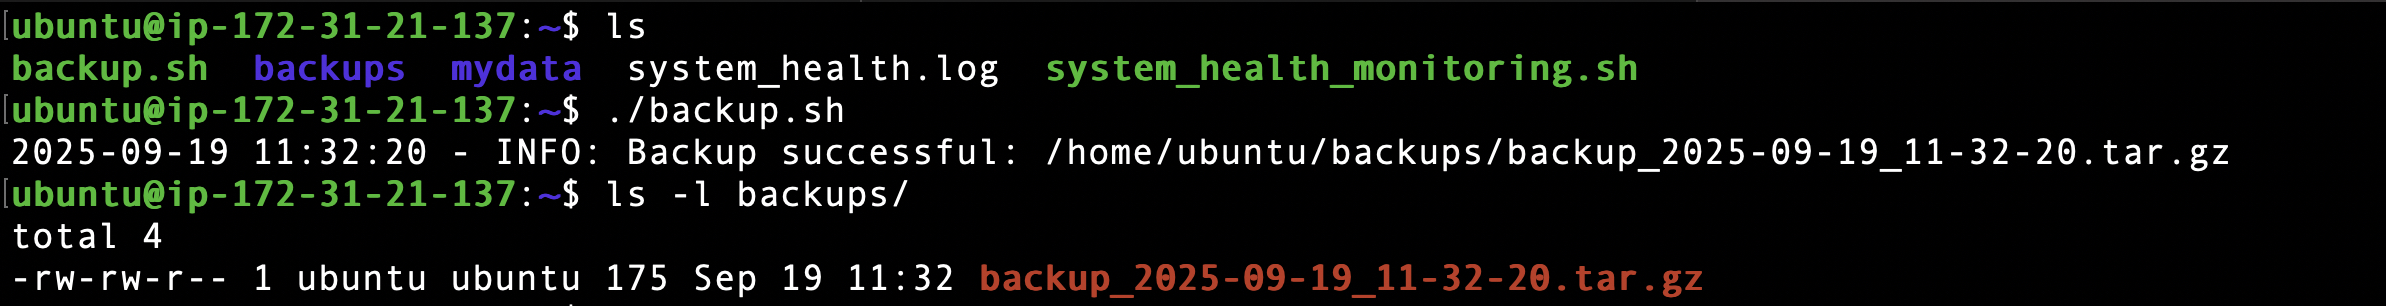 ubuntu@ip-172-31-21-137:~$ ls
backup.sh  backups  mydata  system_health.log  system_health_monitoring.sh
ubuntu@ip-172-31-21-137:~$ ./backup.sh
2025-09-19 11:32:20 - INFO: Backup successful: /home/ubuntu/backups/backup_2025-09-19_11-32-20.tar.gz
ubuntu@ip-172-31-21-137:~$ ls -l backups/
total 4
-rw-rw-r-- 1 ubuntu ubuntu 175 Sep 19 11:32 backup_2025-09-19_11-32-20.tar.gz